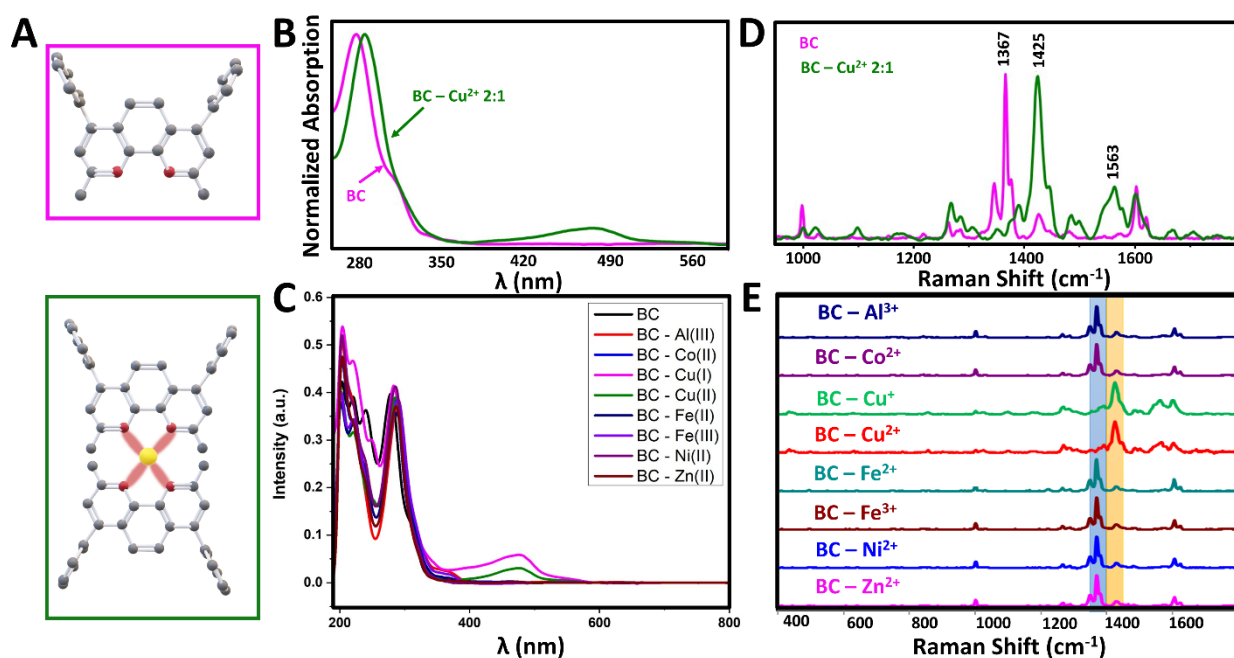 A
B
Normalized Absorption
BC – Cu²⁺ 2:1
BC
280
350
420
490
560
λ (nm)
C
Intensity (a.u.)
0.6
0.5
0.4
0.3
0.2
0.1
0.0
BC
BC - Al(III)
BC - Co(II)
BC - Cu(I)
BC - Cu(II)
BC - Fe(II)
BC - Fe(III)
BC - Ni(II)
BC - Zn(II)
200
400
600
800
λ (nm)
D
BC
BC – Cu²⁺ 2:1
1367
1425
1563
1000
1200
1400
1600
Raman Shift (cm⁻¹)
E
BC – Al³⁺
BC – Co²⁺
BC – Cu⁺
BC – Cu²⁺
BC – Fe²⁺
BC – Fe³⁺
BC – Ni²⁺
BC – Zn²⁺
400
600
800
1000
1200
1400
1600
Raman Shift (cm⁻¹)